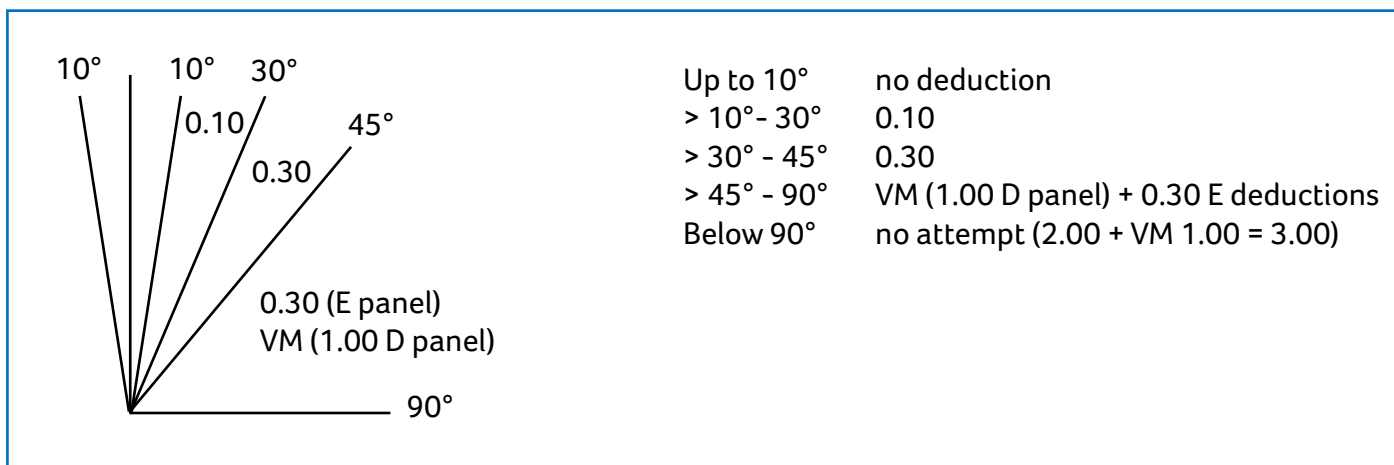 10° 10° 30°
0.10
45°
0.30
0.30 (E panel)
VM (1.00 D panel)
90°
Up to 10° no deduction
> 10°- 30° 0.10
> 30° - 45° 0.30
> 45° - 90° VM (1.00 D panel) + 0.30 E deductions
Below 90° no attempt (2.00 + VM 1.00 = 3.00)